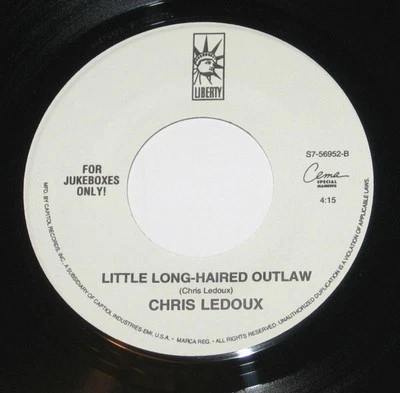 LIBERTY
FOR
JUKEBOXES
ONLY!
S7-56952-B
Cema
SPECIAL
MARKETS
4:15
LITTLE LONG-HAIRED OUTLAW
(Chris Ledoux)
CHRIS LEDOUX
MFG. BY CAPITOL RECORDS, INC., A SUBSIDIARY OF CAPTIOL INDUSTRIES-EMI, U.S.A. • MARCA REG. • ALL RIGHTS RESERVED. UNAUTHORIZED DUPLICATION IS A VIOLATION OF APPLICABLE LAWS.